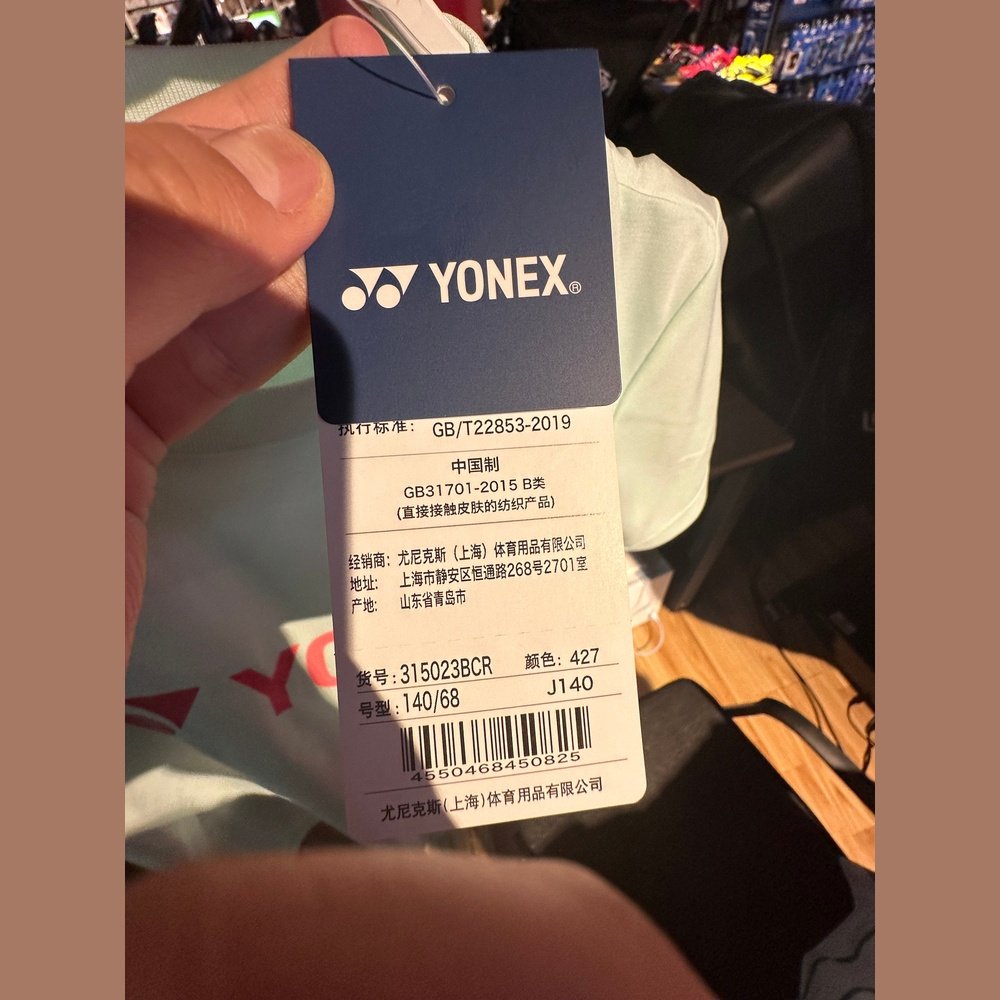 YONEX®
执行标准: GB/T22853-2019
中国制
GB31701-2015 B类
(直接接触皮肤的纺织产品)
经销商: 尤尼克斯（上海）体育用品有限公司
地址: 上海市静安区恒通路268号2701室
产地: 山东省青岛市
货号: 315023BCR 颜色: 427
号型: 140/68 J140
4550468450825
尤尼克斯(上海)体育用品有限公司
YO